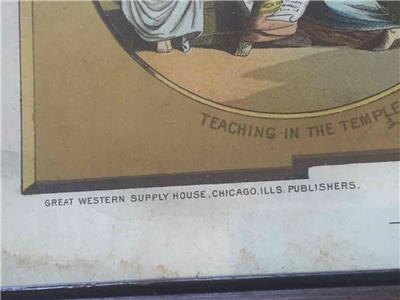 TEACHING IN THE TEMPLE
GREAT WESTERN SUPPLY HOUSE, CHICAGO, ILLS. PUBLISHERS.